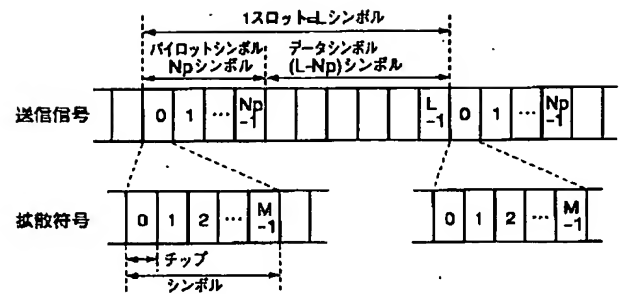 1スロット=Lシンボル
パイロットシンボル データシンボル
Npシンボル (L-Np)シンボル
送信信号 0 1 … Np-1 L-1 0 1 … Np-1
拡散符号 0 1 2 … M-1 0 1 2 … M-1
チップ
シンボル